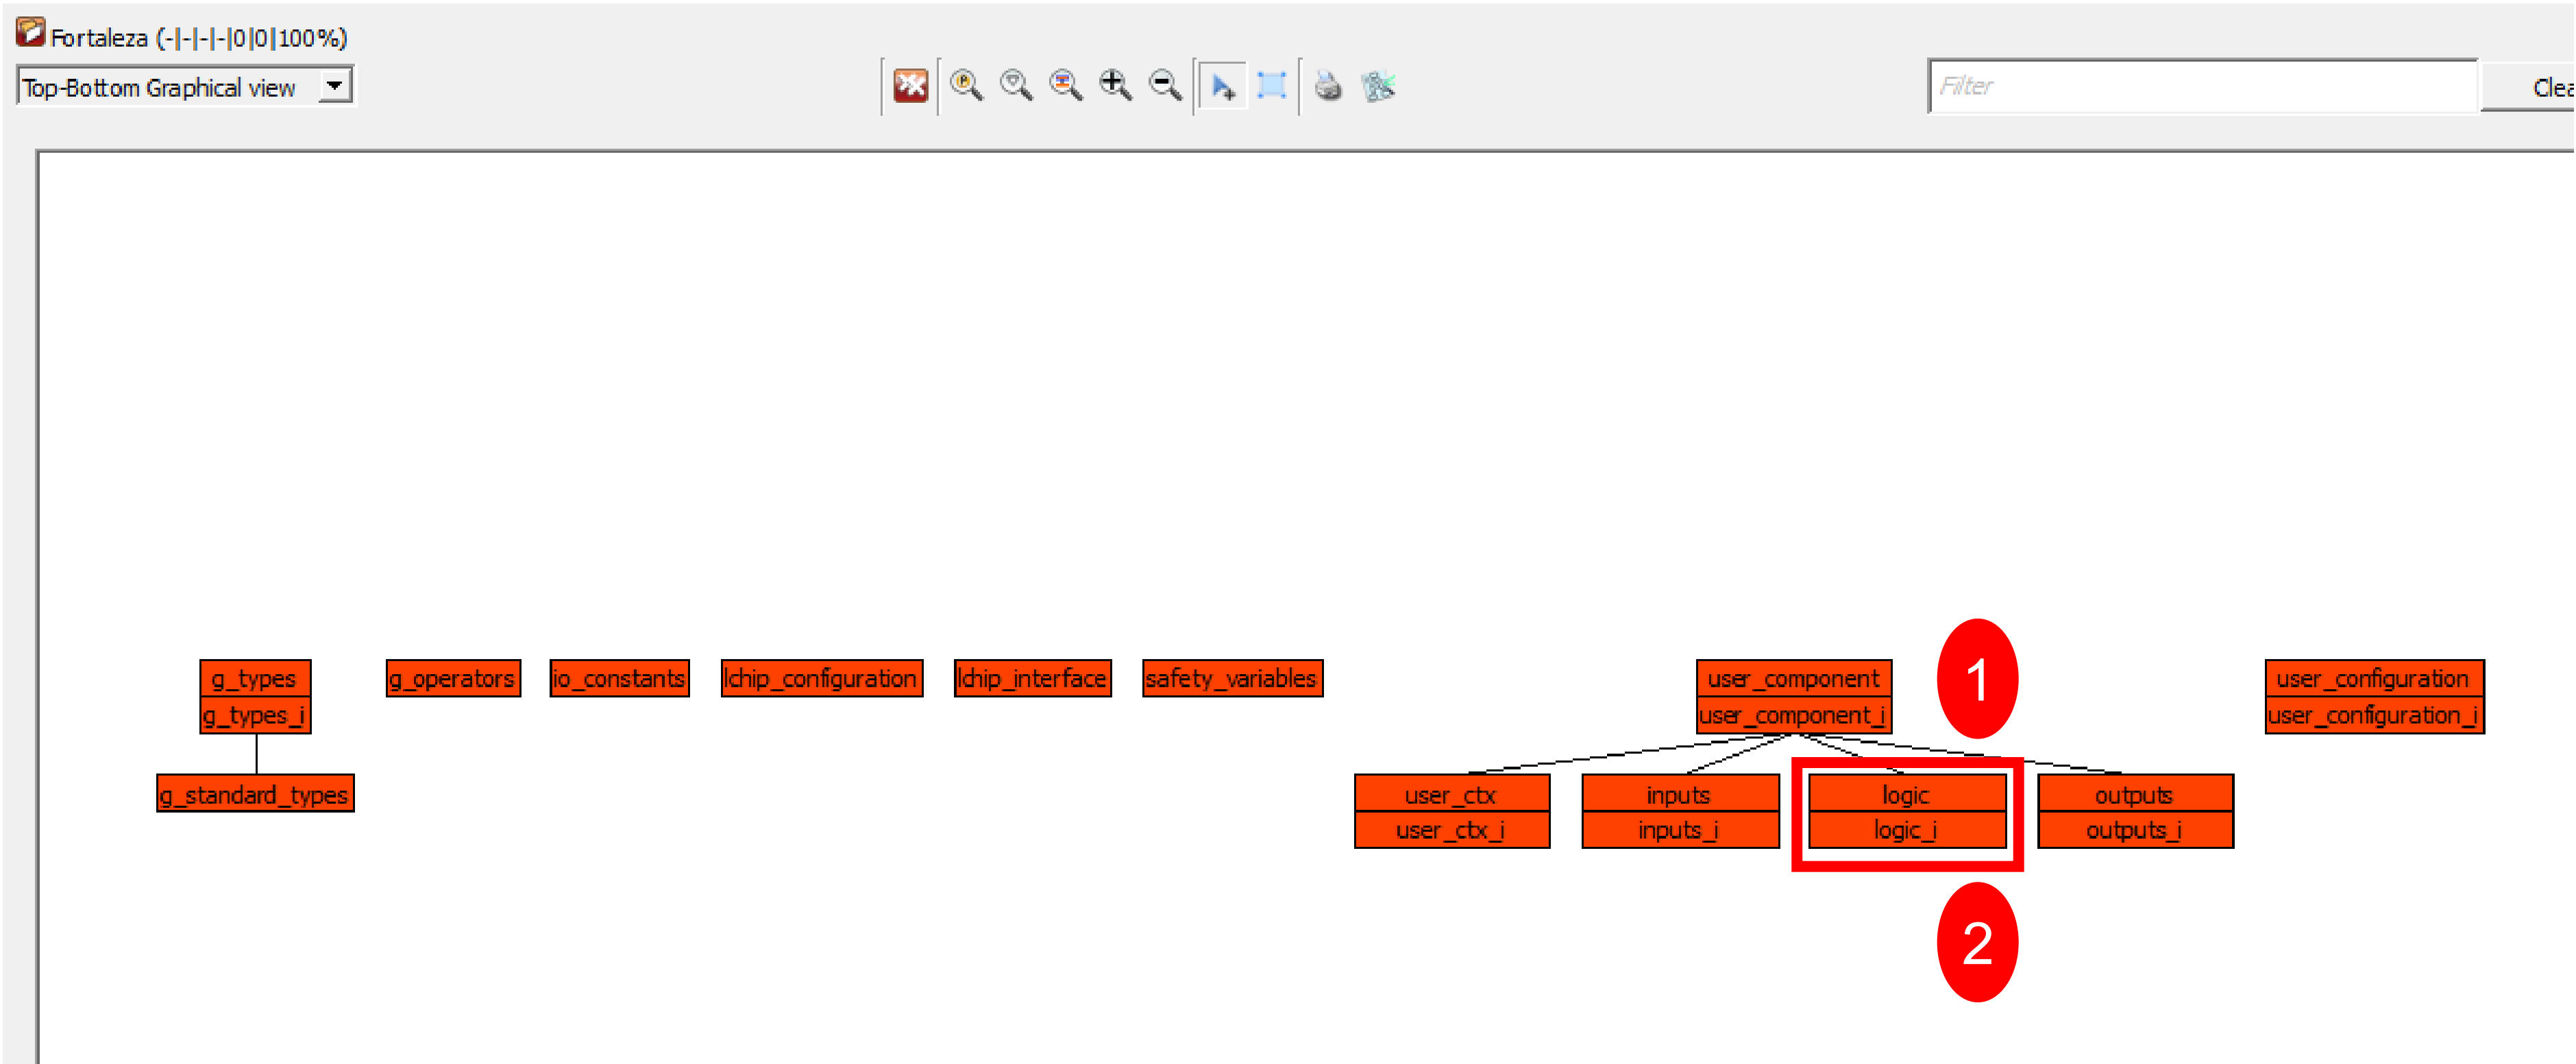 Fortaleza (-|-|-|-|0|0|100%)
Top-Bottom Graphical view
Filter
Clea
g_types
g_types_i
g_standard_types
g_operators
io_constants
lchip_configuration
lchip_interface
safety_variables
user_component
user_component_i
1
user_configuration
user_configuration_i
user_ctx
user_ctx_i
inputs
inputs_i
logic
logic_i
outputs
outputs_i
2